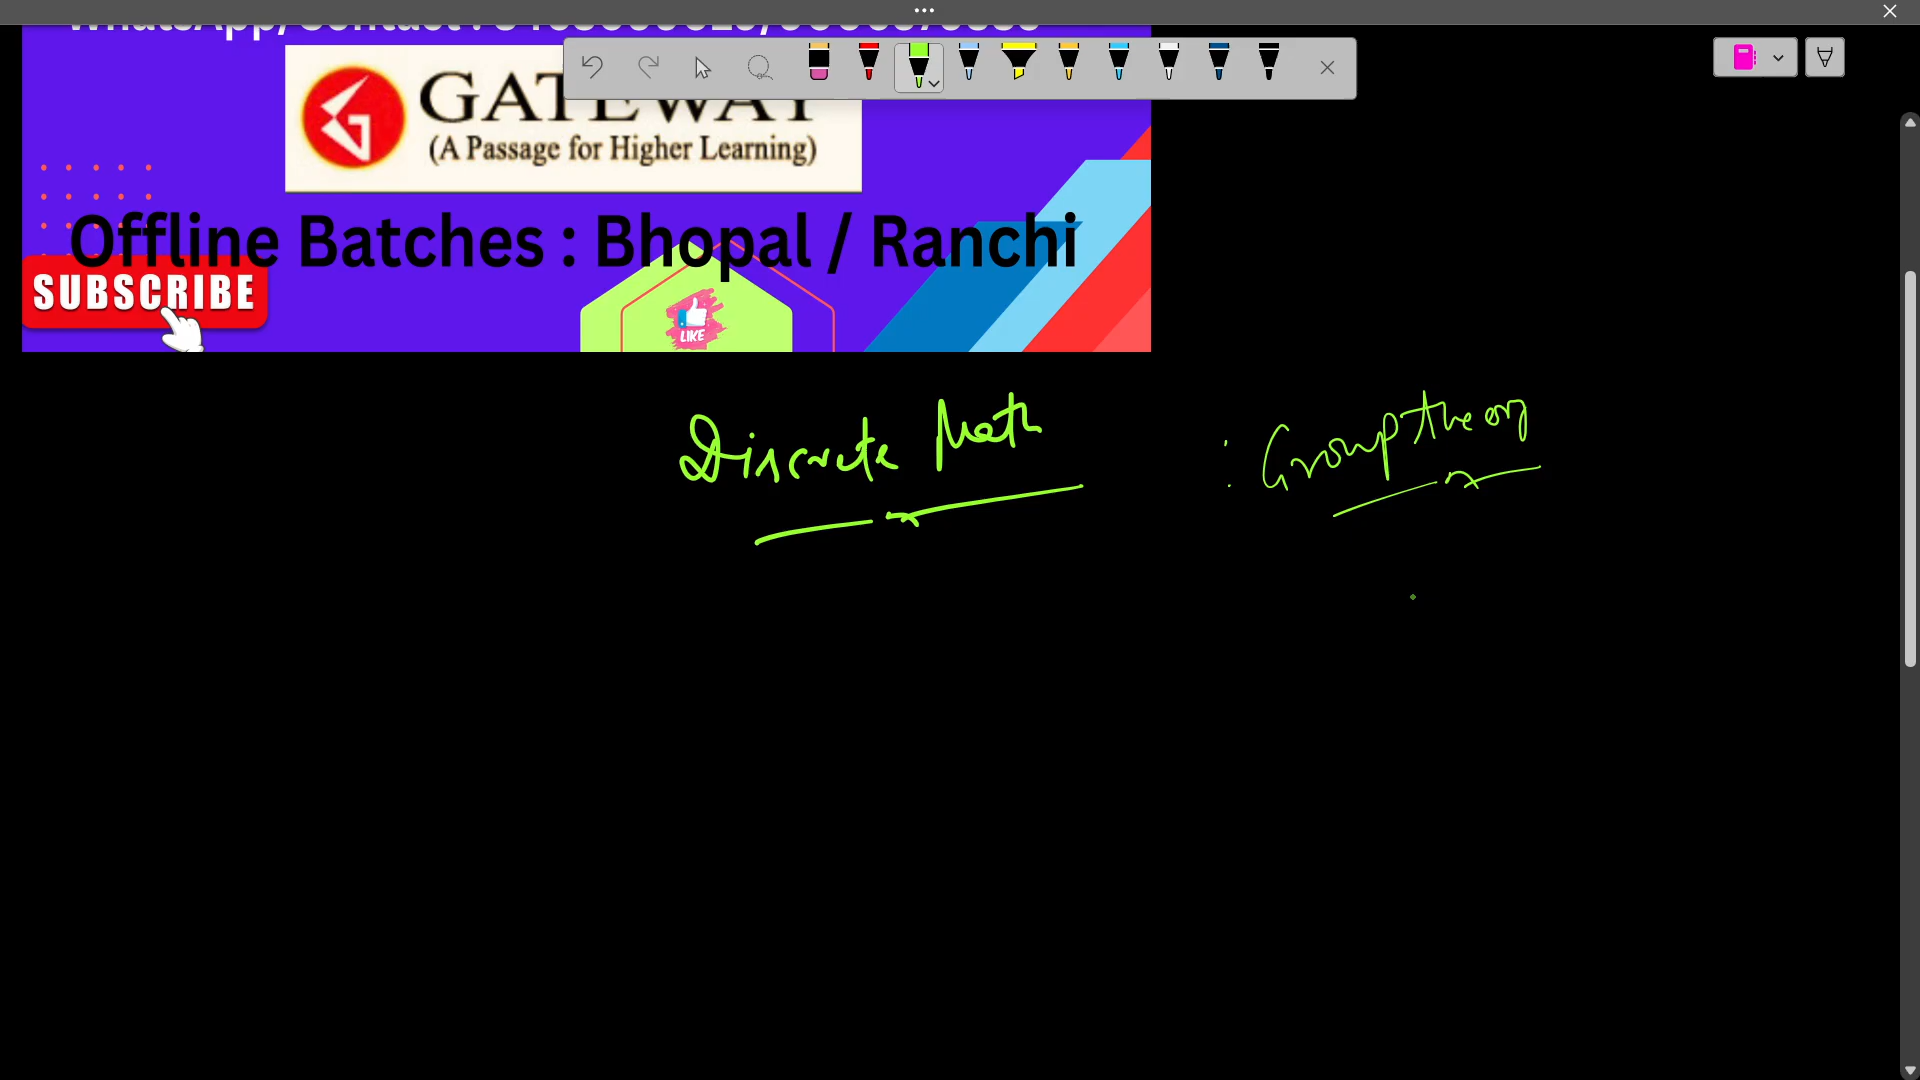 GATEWAY
(A Passage for Higher Learning)
Offline Batches : Bhopal / Ranchi
SUBSCRIBE
LIKE
Discrete Math : Group theory